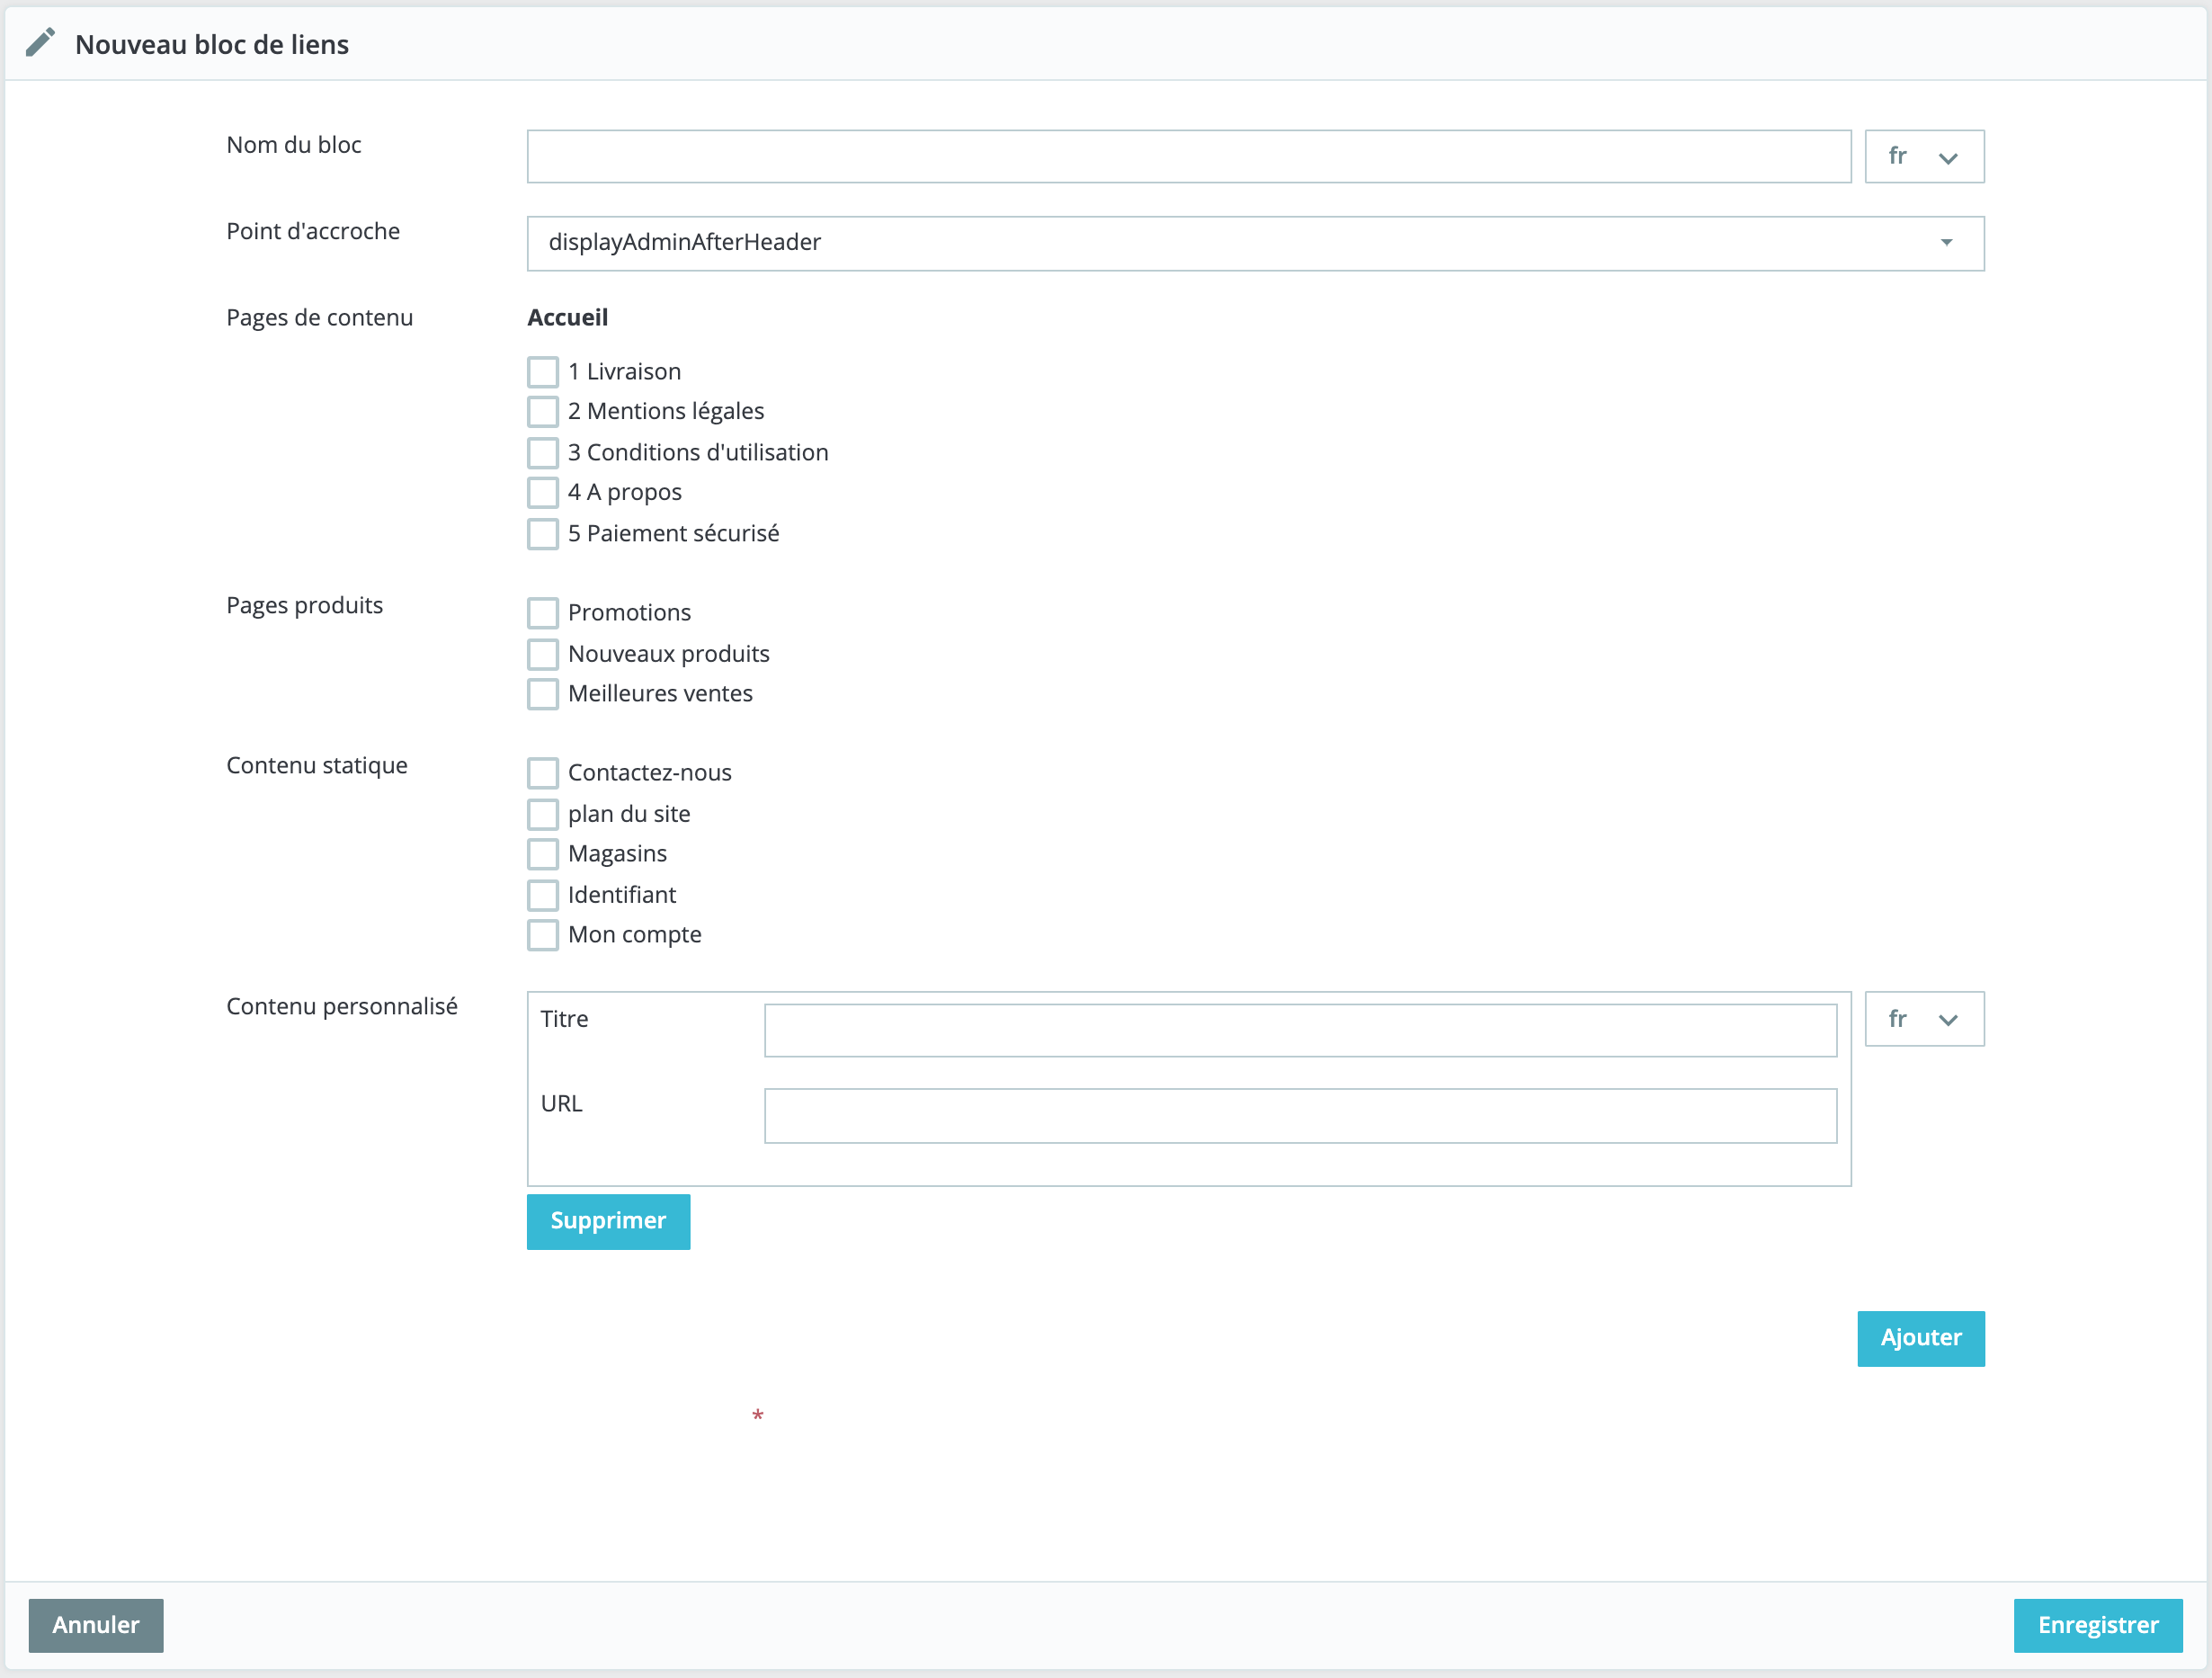 Nouveau bloc de liens
Nom du bloc
fr
Point d'accroche
displayAdminAfterHeader
Pages de contenu
Accueil
1 Livraison
2 Mentions légales
3 Conditions d'utilisation
4 A propos
5 Paiement sécurisé
Pages produits
Promotions
Nouveaux produits
Meilleures ventes
Contenu statique
Contactez-nous
plan du site
Magasins
Identifiant
Mon compte
Contenu personnalisé
Titre
fr
URL
Supprimer
Ajouter
*
Annuler
Enregistrer